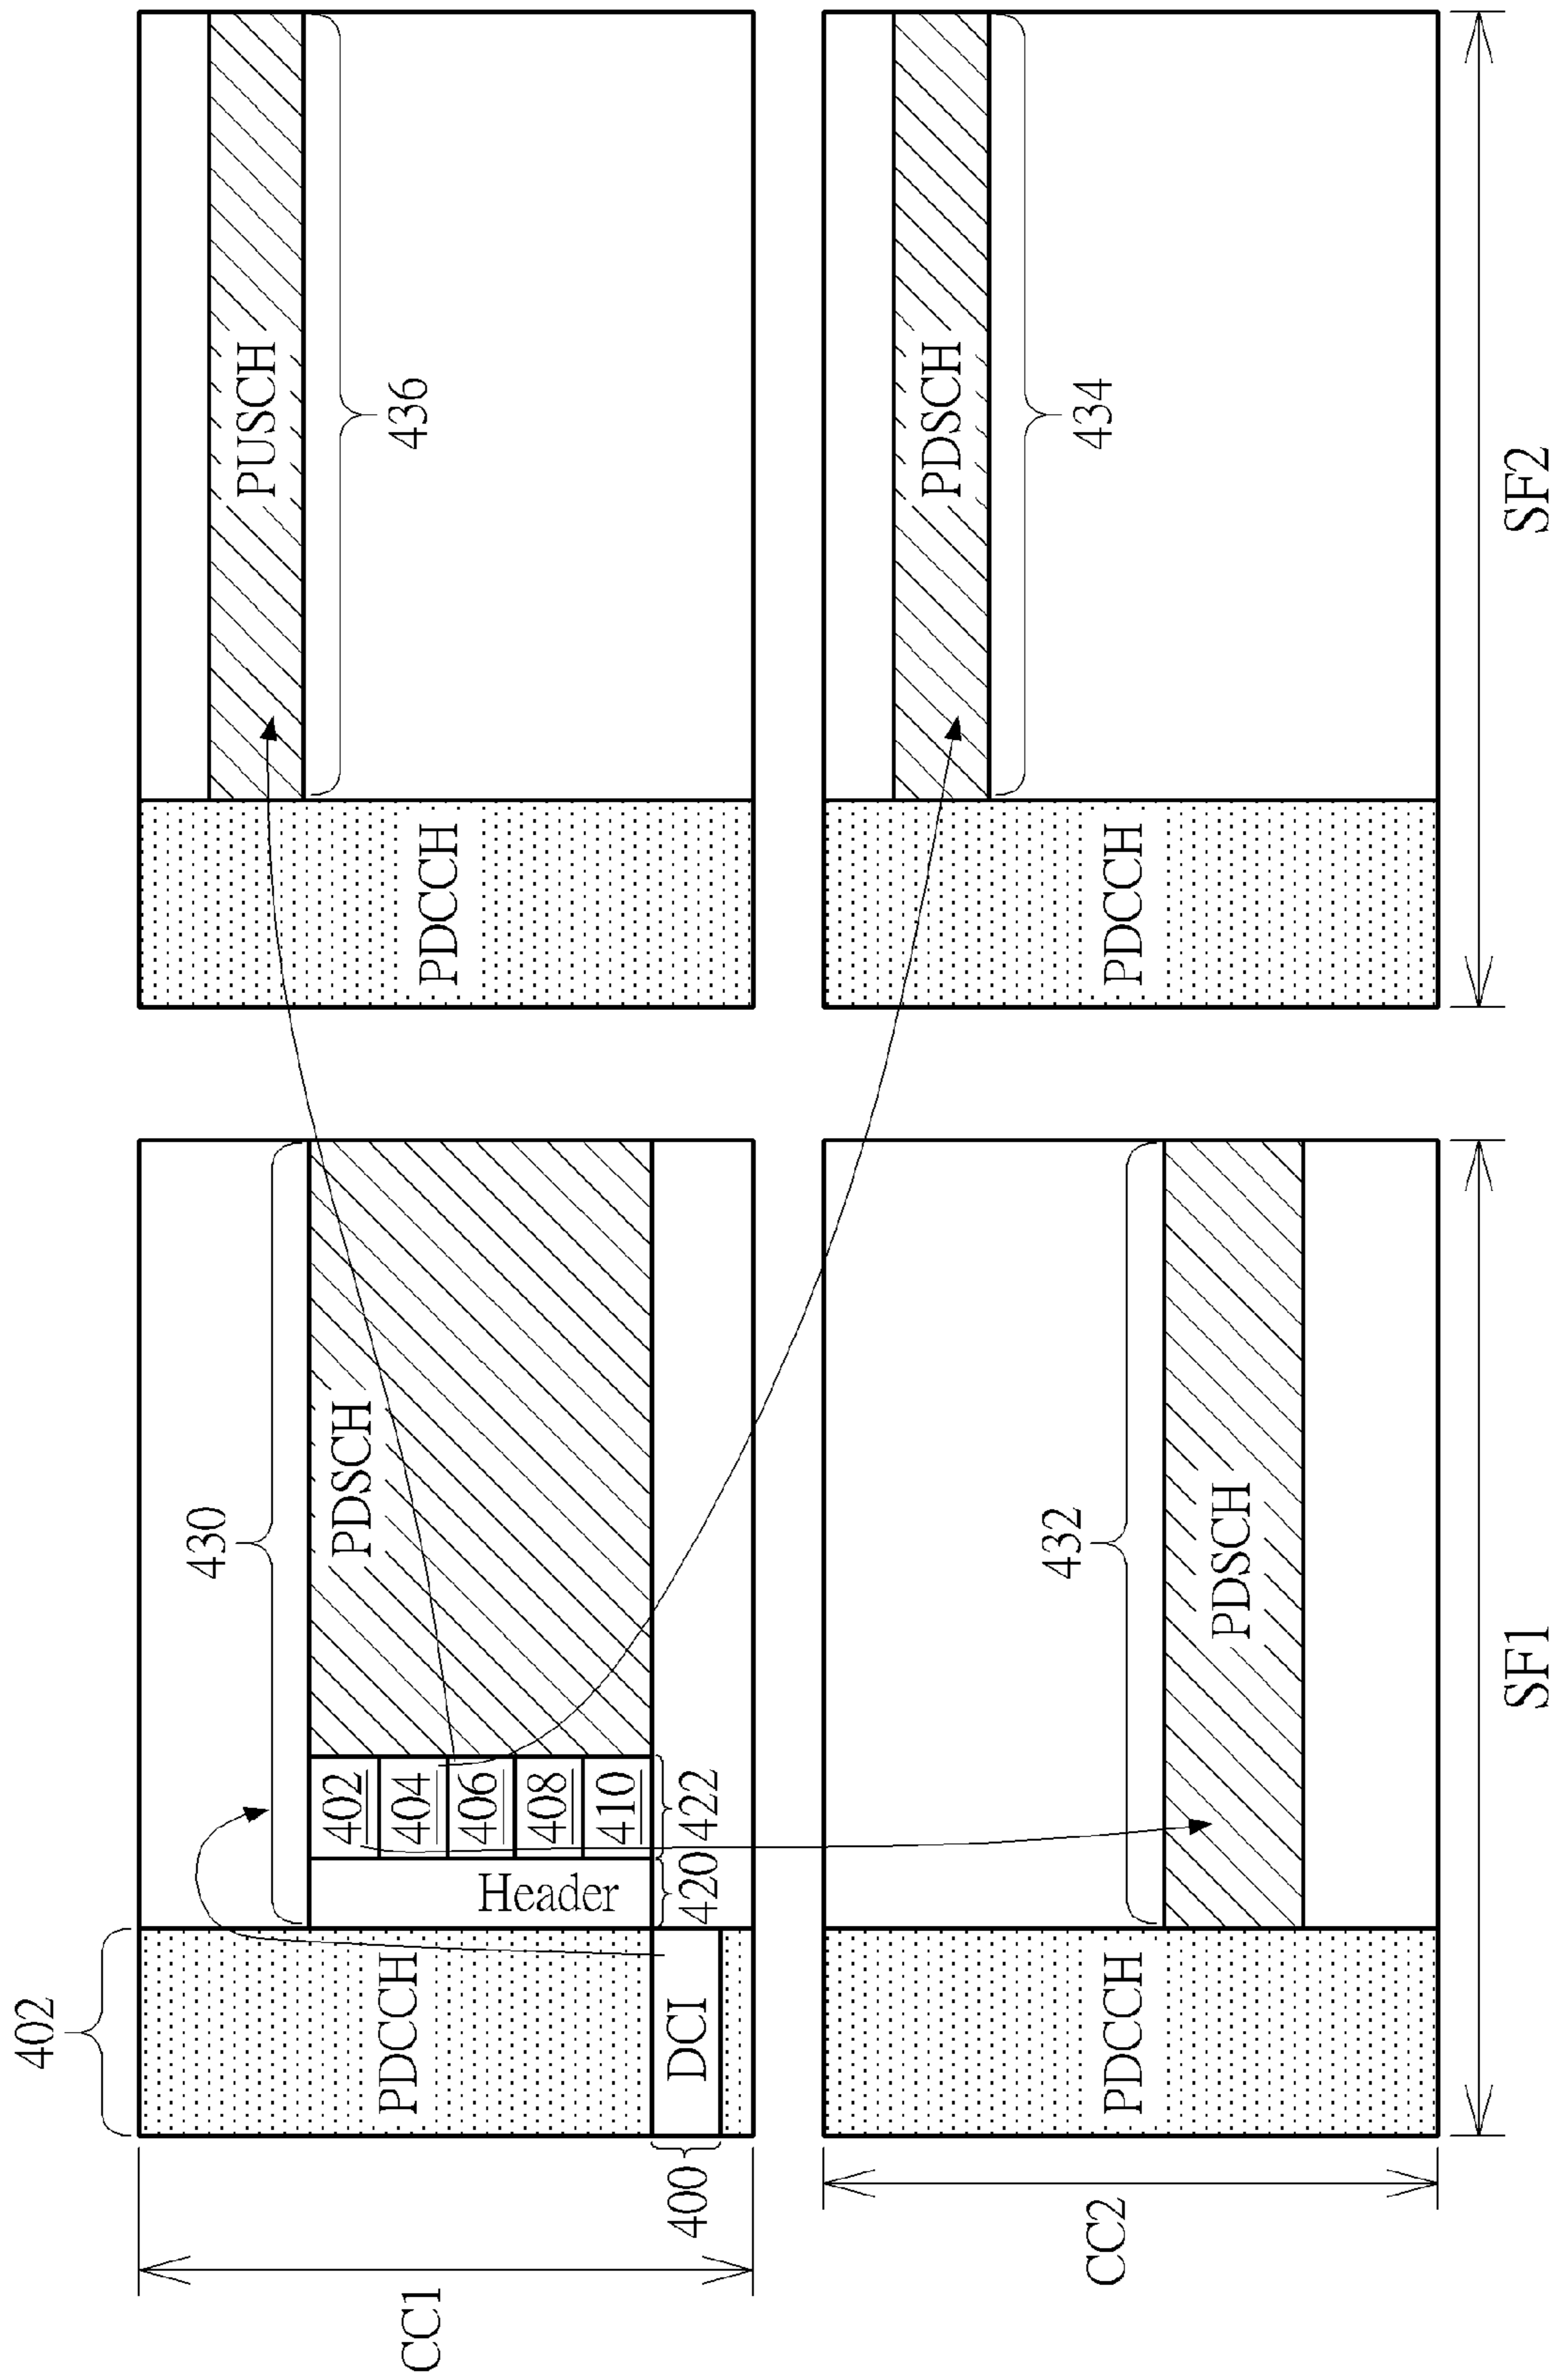 402
430
CC1
PDCCH
Header
402
404
406
408
410
PDSCH
PDCCH
PUSCH
436
400
DCI
420
422
CC2
PDCCH
432
PDSCH
PDCCH
PDSCH
434
SF1
SF2